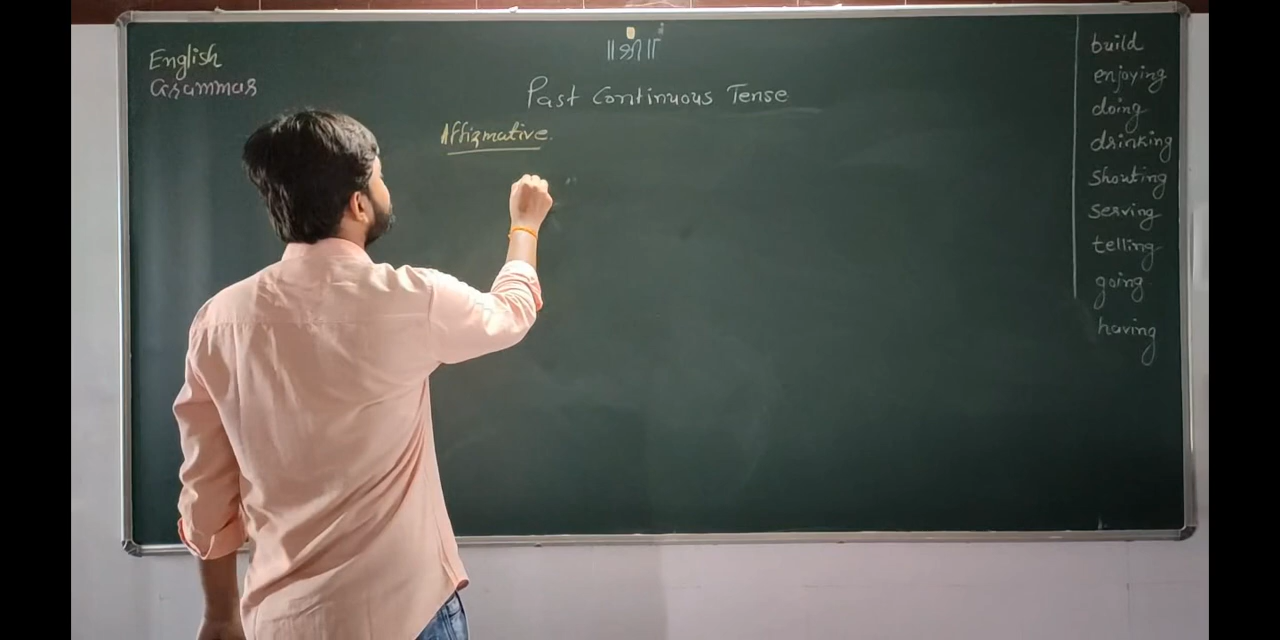 English
Grammar
॥श्री॥
Past Continuous Tense
Affirmative.
build
enjoying
doing
drinking
shouting
serving
telling
going
having